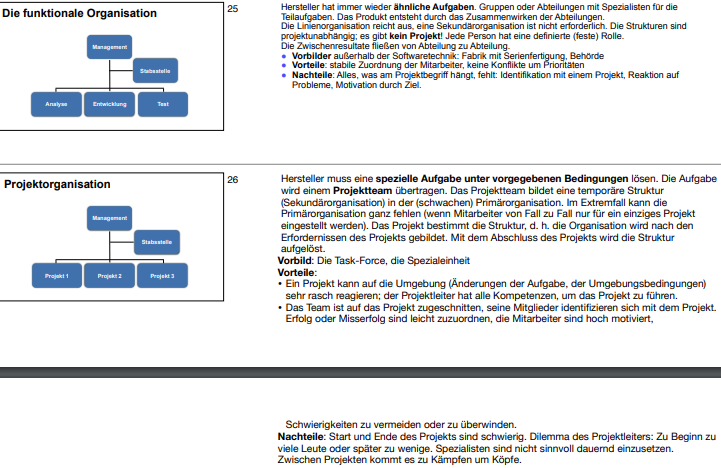 Die funktionale Organisation
Management
Stabsstelle
Analyse Entwicklung Test
25
Hersteller hat immer wieder ähnliche Aufgaben. Gruppen oder Abteilungen mit Spezialisten für die
Teilaufgaben. Das Produkt entsteht durch das Zusammenwirken der Abteilungen.
Die Linienorganisation reicht aus, eine Sekundärorganisation ist nicht erforderlich. Die Strukturen sind
projektunabhängig; es gibt kein Projekt! Jede Person hat eine definierte (feste) Rolle.
Die Zwischenresultate fließen von Abteilung zu Abteilung.
● Vorbilder außerhalb der Softwaretechnik: Fabrik mit Serienfertigung, Behörde
● Vorteile: stabile Zuordnung der Mitarbeiter, keine Konflikte um Prioritäten
● Nachteile: Alles, was am Projektbegriff hängt, fehlt: Identifikation mit einem Projekt, Reaktion auf
Probleme, Motivation durch Ziel.
Projektorganisation
Management
Stabsstelle
Projekt 1 Projekt 2 Projekt 3
26
Hersteller muss eine spezielle Aufgabe unter vorgegebenen Bedingungen lösen. Die Aufgabe
wird einem Projektteam übertragen. Das Projektteam bildet eine temporäre Struktur
(Sekundärorganisation) in der (schwachen) Primärorganisation. Im Extremfall kann die
Primärorganisation ganz fehlen (wenn Mitarbeiter von Fall zu Fall nur für ein einziges Projekt
eingestellt werden). Das Projekt bestimmt die Struktur, d. h. die Organisation wird nach den
Erfordernissen des Projekts gebildet. Mit dem Abschluss des Projekts wird die Struktur
aufgelöst.
Vorbild: Die Task-Force, die Spezialeinheit
Vorteile:
• Ein Projekt kann auf die Umgebung (Änderungen der Aufgabe, der Umgebungsbedingungen)
sehr rasch reagieren; der Projektleiter hat alle Kompetenzen, um das Projekt zu führen.
• Das Team ist auf das Projekt zugeschnitten, seine Mitglieder identifizieren sich mit dem Projekt.
Erfolg oder Misserfolg sind leicht zuzuordnen, die Mitarbeiter sind hoch motiviert,
Schwierigkeiten zu vermeiden oder zu überwinden.
Nachteile: Start und Ende des Projekts sind schwierig. Dilemma des Projektleiters: Zu Beginn zu
viele Leute oder später zu wenige. Spezialisten sind nicht sinnvoll dauernd einzusetzen.
Zwischen Projekten kommt es zu Kämpfen um Köpfe.